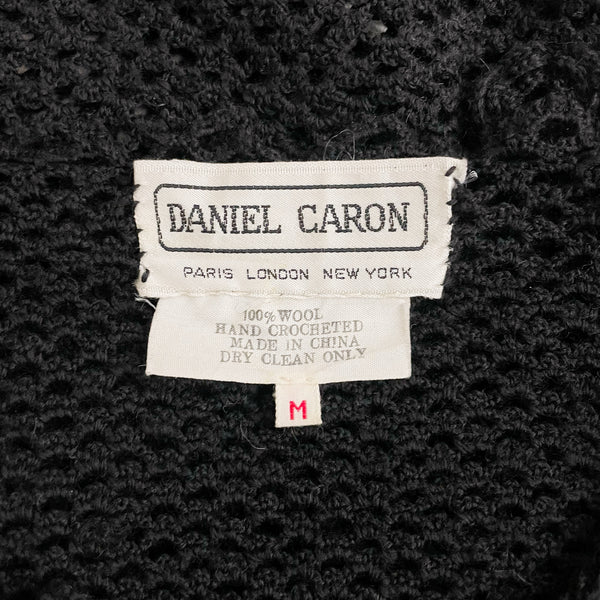 DANIEL CARON
PARIS LONDON NEW YORK
100% WOOL
HAND CROCHETED
MADE IN CHINA
DRY CLEAN ONLY
M